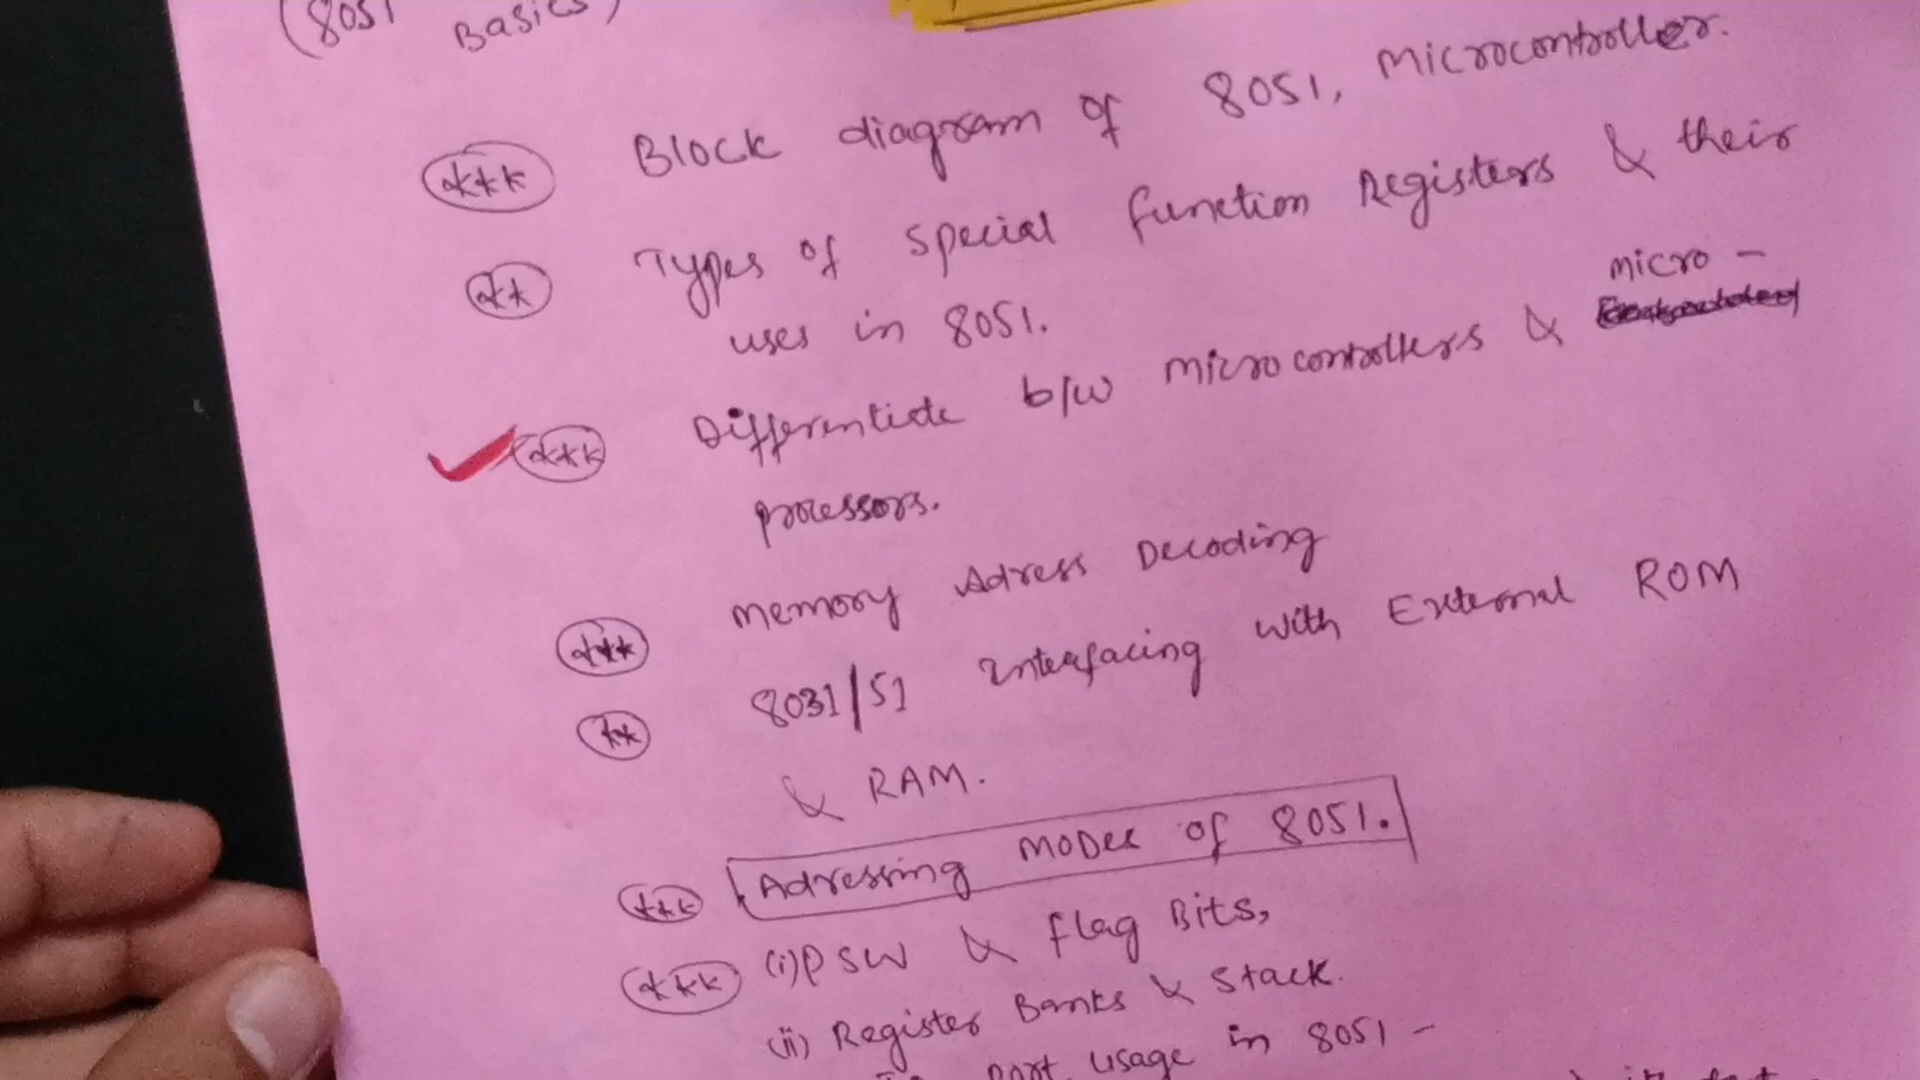 (8051 Basics)
*** Block diagram of 8051, Microcontroller.
** Types of special function Registers & their
uses in 8051.
micro -
*** Differentiate b/w microcontrollers &
processors.
*** Memory Adress Decoding
** 8031/51 Interfacing with External ROM
& RAM.
*** Adressing Modes of 8051.
*** (i) PSW & flag Bits,
(ii) Register Banks & Stack.
port usage in 8051 -